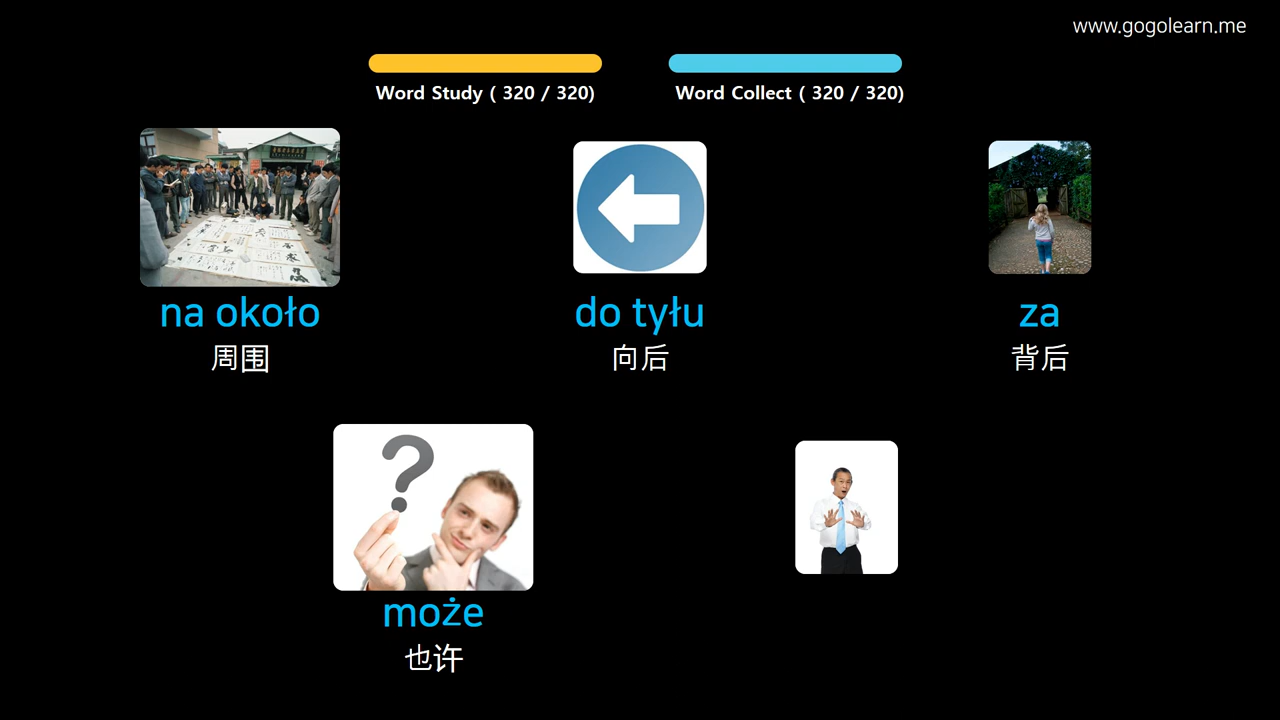 www.gogolearn.me
Word Study ( 320 / 320)
Word Collect ( 320 / 320)
na około
周围
do tyłu
向后
za
背后
może
也许